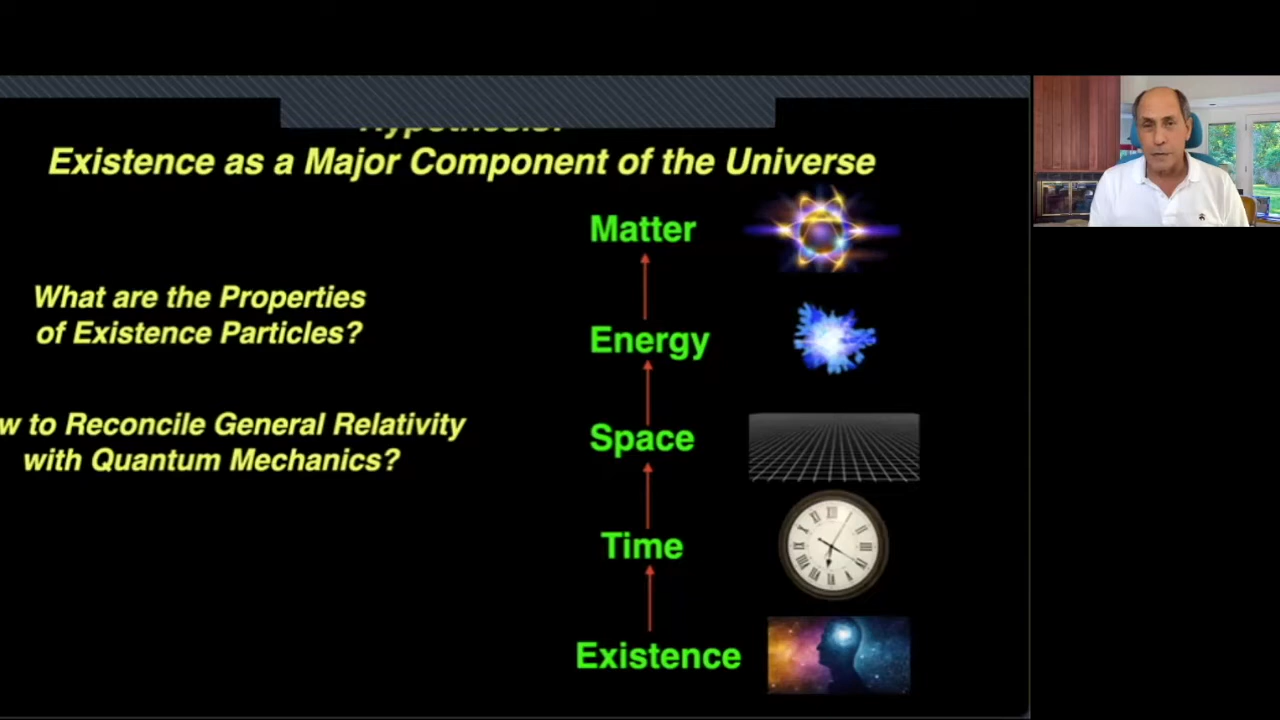 Hypothesis:
Existence as a Major Component of the Universe
Matter
What are the Properties
of Existence Particles?
Energy
to Reconcile General Relativity
with Quantum Mechanics?
Space
Time
Existence